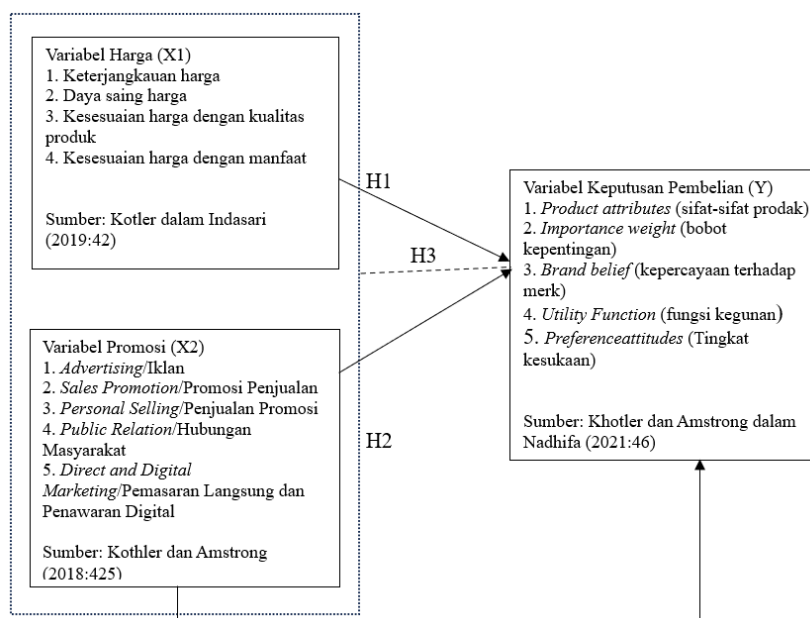 Variabel Harga (X1)
1. Keterjangkauan harga
2. Daya saing harga
3. Kesesuaian harga dengan kualitas
produk
4. Kesesuaian harga dengan manfaat
Sumber: Kotler dalam Indasari
(2019:42)
H1
H3
H2
Variabel Promosi (X2)
1. Advertising/Iklan
2. Sales Promotion/Promosi Penjualan
3. Personal Selling/Penjualan Promosi
4. Public Relation/Hubungan
Masyarakat
5. Direct and Digital
Marketing/Pemasaran Langsung dan
Penawaran Digital
Sumber: Kothler dan Amstrong
(2018:425)
Variabel Keputusan Pembelian (Y)
1. Product attributes (sifat-sifat prodak)
2. Importance weight (bobot
kepentingan)
3. Brand belief (kepercayaan terhadap
merk)
4. Utility Function (fungsi kegunan)
5. Preferenceattitudes (Tingkat
kesukaan)
Sumber: Khotler dan Amstrong dalam
Nadhifa (2021:46)